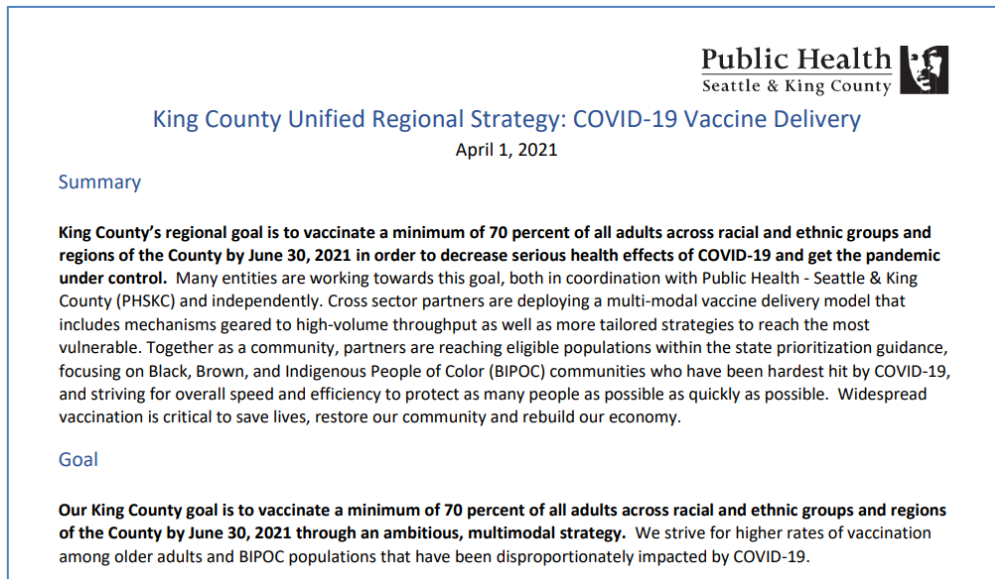 Public Health
Seattle & King County
King County Unified Regional Strategy: COVID-19 Vaccine Delivery
April 1, 2021
Summary
King County's regional goal is to vaccinate a minimum of 70 percent of all adults across racial and ethnic groups and
regions of the County by June 30, 2021 in order to decrease serious health effects of COVID-19 and get the pandemic
under control. Many entities are working towards this goal, both in coordination with Public Health - Seattle & King
County (PHSKC) and independently. Cross sector partners are deploying a multi-modal vaccine delivery model that
includes mechanisms geared to high-volume throughput as well as more tailored strategies to reach the most
vulnerable. Together as a community, partners are reaching eligible populations within the state prioritization guidance,
focusing on Black, Brown, and Indigenous People of Color (BIPOC) communities who have been hardest hit by COVID-19,
and striving for overall speed and efficiency to protect as many people as possible as quickly as possible. Widespread
vaccination is critical to save lives, restore our community and rebuild our economy.
Goal
Our King County goal is to vaccinate a minimum of 70 percent of all adults across racial and ethnic groups and regions
of the County by June 30, 2021 through an ambitious, multimodal strategy. We strive for higher rates of vaccination
among older adults and BIPOC populations that have been disproportionately impacted by COVID-19.